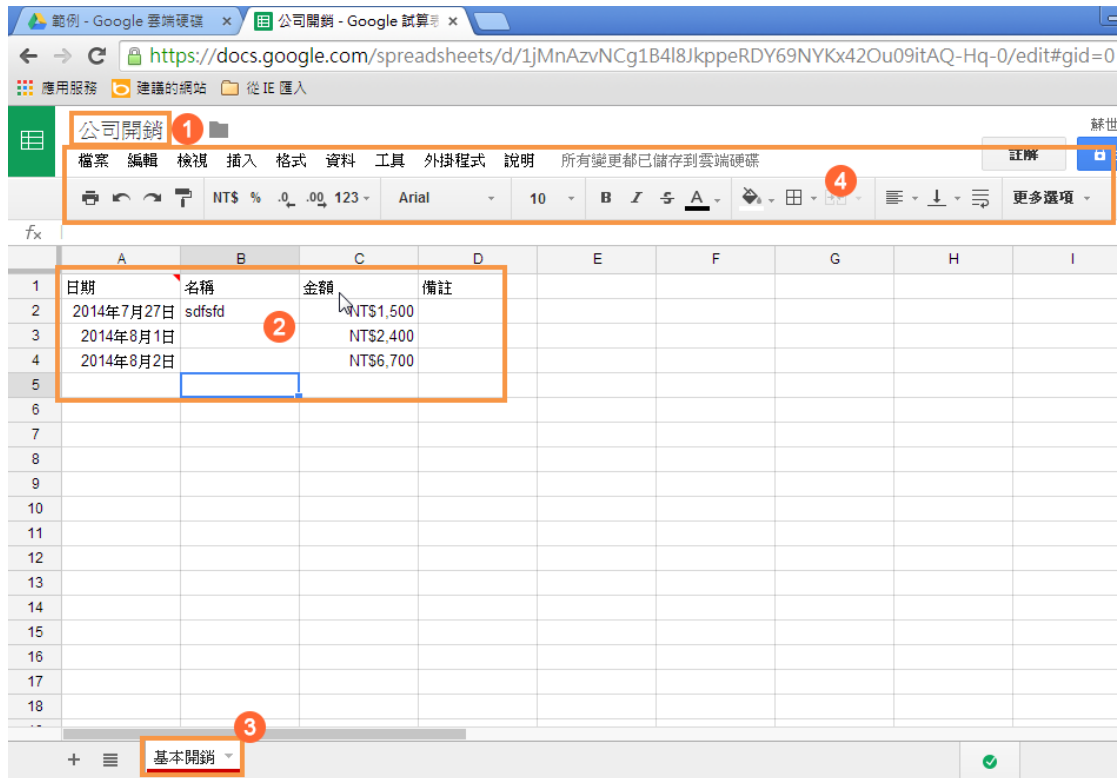 範例 - Google 雲端硬碟 × 公司開銷 - Google 試算表 ×
https://docs.google.com/spreadsheets/d/1jMnAzvNCg1B4l8JkppeRDY69NYKx42Ou09itAQ-Hq-0/edit#gid=0
應用服務 建議的網站 從 IE 匯入
公司開銷 1 蘇世
檔案 編輯 檢視 插入 格式 資料 工具 外掛程式 說明 所有變更都已儲存到雲端硬碟 註解
NT$ % .0 .00 123 Arial 10 B I S A 4 更多選項
fx
A B C D E F G H I
1 日期 名稱 金額 備註
2 2014年7月27日 sdfsfd NT$1,500
2
3 2014年8月1日 NT$2,400
4 2014年8月2日 NT$6,700
5
6
7
8
9
10
11
12
13
14
15
16
17
18
3
+ 基本開銷